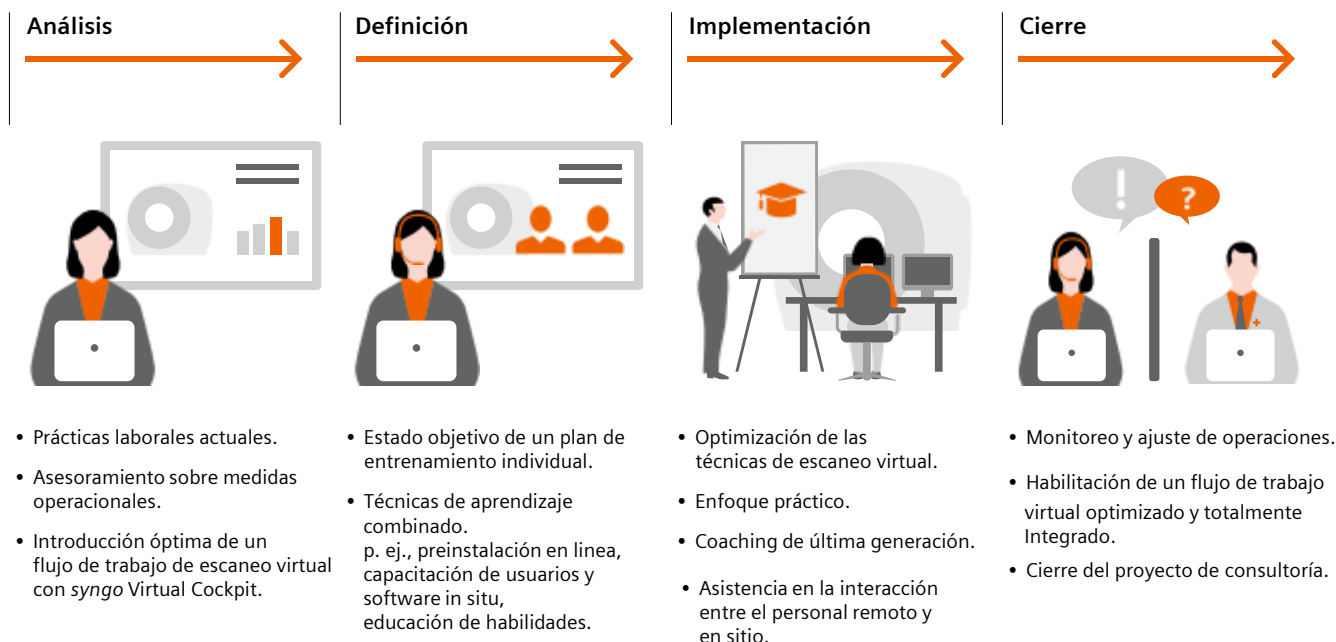 Análisis
• Prácticas laborales actuales.
• Asesoramiento sobre medidas
operacionales.
• Introducción óptima de un
flujo de trabajo de escaneo virtual
con syngo Virtual Cockpit.
Definición
• Estado objetivo de un plan de
entrenamiento individual.
• Técnicas de aprendizaje
combinado.
p. ej., preinstalación en linea,
capacitación de usuarios y
software in situ,
educación de habilidades.
Implementación
• Optimización de las
técnicas de escaneo virtual.
• Enfoque práctico.
• Coaching de última generación.
• Asistencia en la interacción
entre el personal remoto y
en sitio.
Cierre
!
?
• Monitoreo y ajuste de operaciones.
• Habilitación de un flujo de trabajo
virtual optimizado y totalmente
Integrado.
• Cierre del proyecto de consultoría.